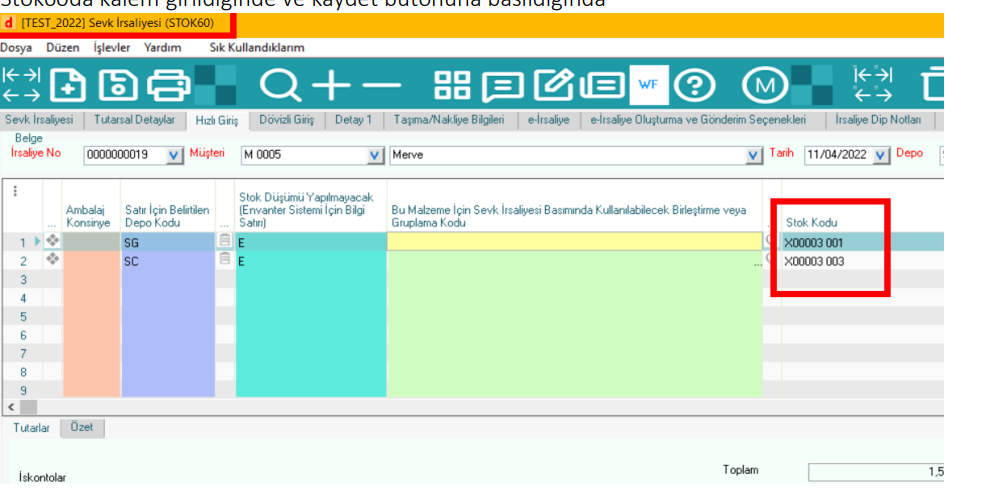 Stok60da kalem girildiğinde ve kaydet butonuna basıldığında
d [TEST_2022] Sevk İrsaliyesi (STOK60)
Dosya Düzen İşlevler Yardım Sık Kullandıklarım
WF ? M
Sevk İrsaliyesi Tutarsal Detaylar Hızlı Giriş Dövizli Giriş Detay 1 Taşıma/Nakliye Bilgileri e-İrsaliye e-İrsaliye Oluşturma ve Gönderim Seçenekleri İrsaliye Dip Notları
Belge
İrsaliye No 0000000019 Müşteri M 0005 Merve Tarih 11/04/2022 Depo
... Ambalaj Konsinye
Satır İçin Belirtilen Depo Kodu ...
Stok Düşümü Yapılmayacak (Envanter Sistemi İçin Bilgi Satırı)
Bu Malzeme İçin Sevk İrsaliyesi Basımında Kullanılabilecek Birleştirme veya Gruplama Kodu
Stok Kodu
1 SG E X00003 001
2 SC E ... X00003 003
3
4
5
6
7
8
9
Tutarlar Özet
Toplam 1,5
İskontolar